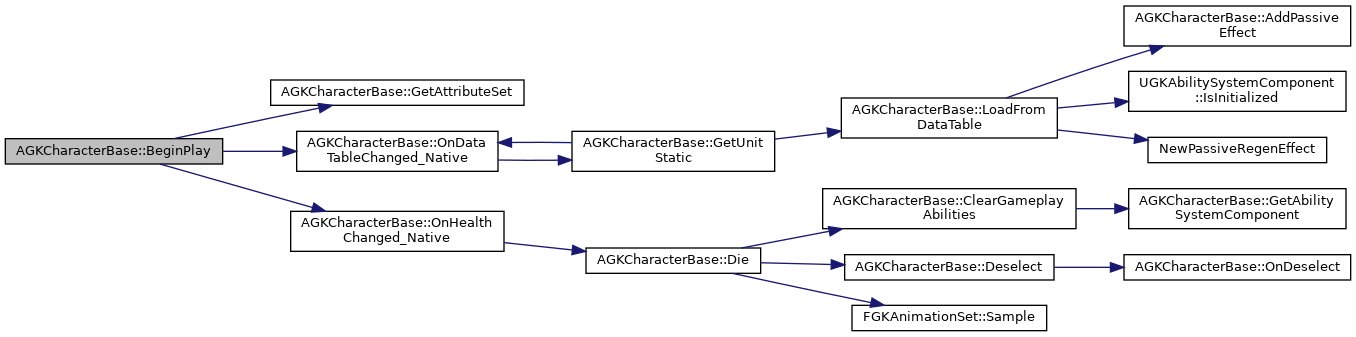 AGKCharacterBase::AddPassive
Effect
UGKAbilitySystemComponent
::IsInitialized
AGKCharacterBase::GetAttributeSet
AGKCharacterBase::LoadFrom
DataTable
AGKCharacterBase::BeginPlay
AGKCharacterBase::OnData
TableChanged_Native
AGKCharacterBase::GetUnit
Static
NewPassiveRegenEffect
AGKCharacterBase::OnHealth
Changed_Native
AGKCharacterBase::ClearGameplay
Abilities
AGKCharacterBase::GetAbility
SystemComponent
AGKCharacterBase::Die
AGKCharacterBase::Deselect
AGKCharacterBase::OnDeselect
FGKAnimationSet::Sample